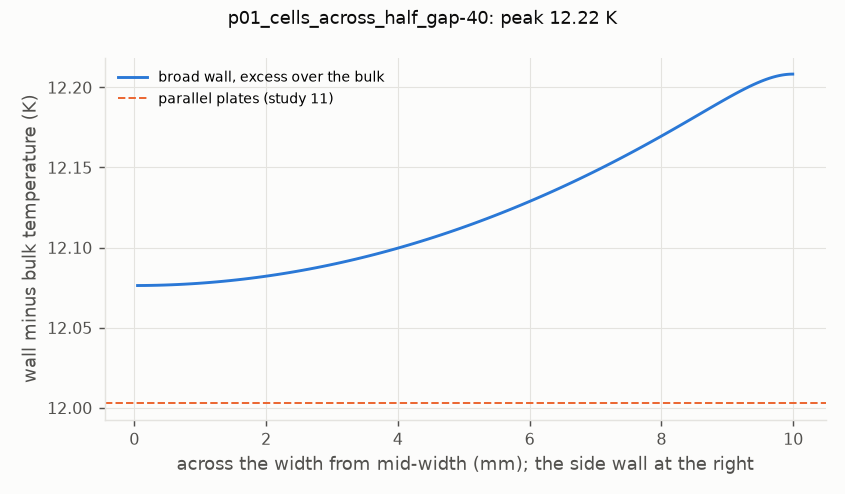 p01_cells_across_half_gap-40: peak 12.22 K
broad wall, excess over the bulk
parallel plates (study 11)
wall minus bulk temperature (K)
12.20
12.15
12.10
12.05
12.00
0 2 4 6 8 10
across the width from mid-width (mm); the side wall at the right